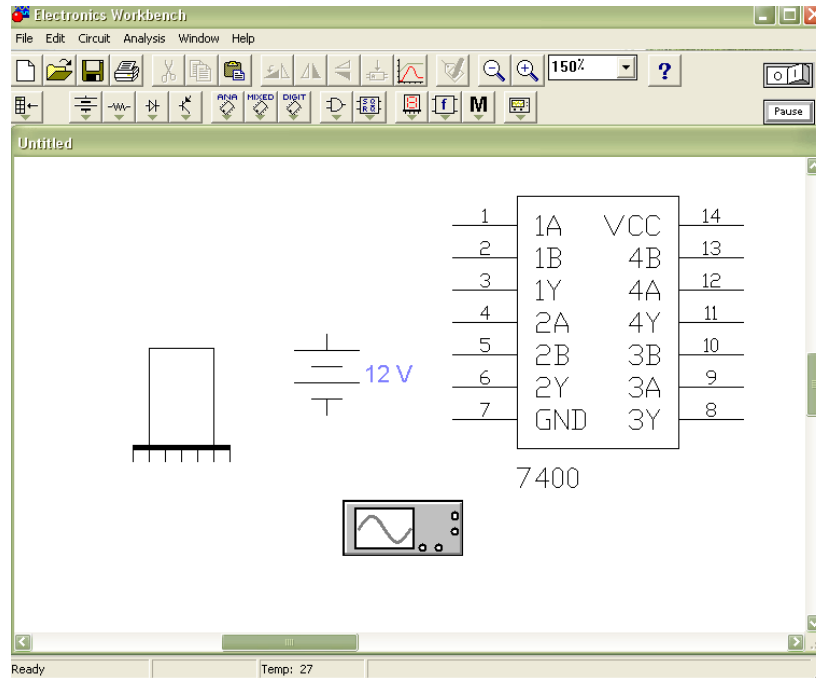 Electronics Workbench
File Edit Circuit Analysis Window Help
150% ?
ANA MIXED DIGIT f M Pause
Untitled
1 1A VCC 14
2 1B 4B 13
3 1Y 4A 12
4 2A 4Y 11
5 2B 3B 10
6 2Y 3A 9
7 GND 3Y 8
12 V
7400
Ready Temp: 27